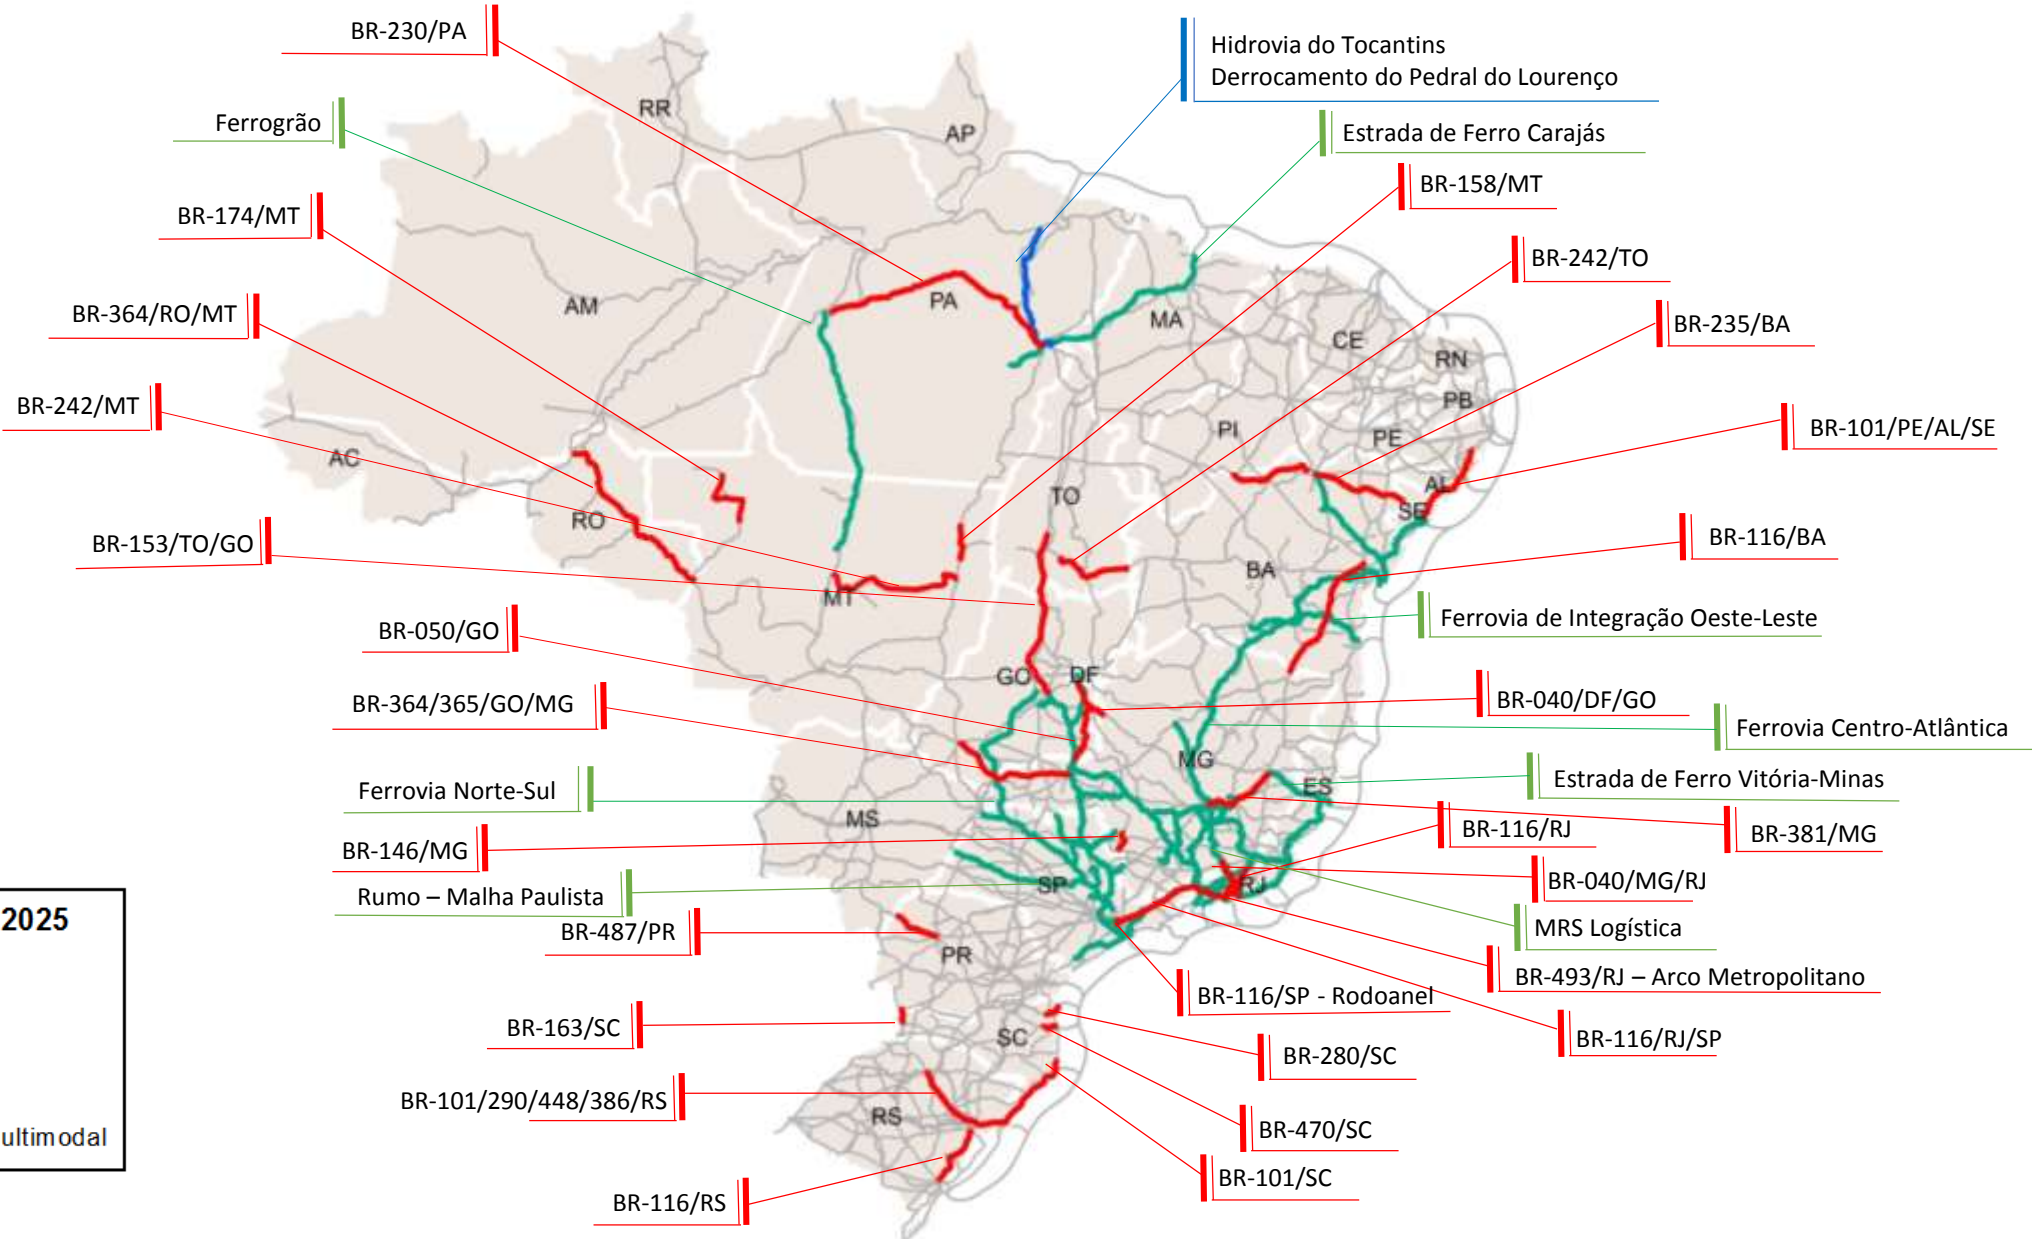 BR-230/PA
Hidrovia do Tocantins
Derrocamento do Pedral do Lourenço
Ferrogrão
Estrada de Ferro Carajás
BR-174/MT
BR-158/MT
BR-364/RO/MT
BR-242/TO
BR-242/MT
BR-235/BA
BR-101/PE/AL/SE
BR-153/TO/GO
BR-116/BA
BR-050/GO
Ferrovia de Integração Oeste-Leste
BR-364/365/GO/MG
BR-040/DF/GO
Ferrovia Centro-Atlântica
Ferrovia Norte-Sul
Estrada de Ferro Vitória-Minas
BR-146/MG
BR-116/RJ
BR-381/MG
Rumo – Malha Paulista
BR-040/MG/RJ
BR-487/PR
MRS Logística
BR-493/RJ – Arco Metropolitano
BR-116/SP - Rodoanel
BR-163/SC
BR-116/RJ/SP
BR-280/SC
BR-101/290/448/386/RS
BR-470/SC
BR-101/SC
BR-116/RS
RR
AP
AM
PA
MA
CE
RN
PB
PI
PE
AC
AL
TO
SE
RO
BA
MT
GO
DF
MG
ES
MS
SP
RJ
PR
SC
RS
2025
ultimodal